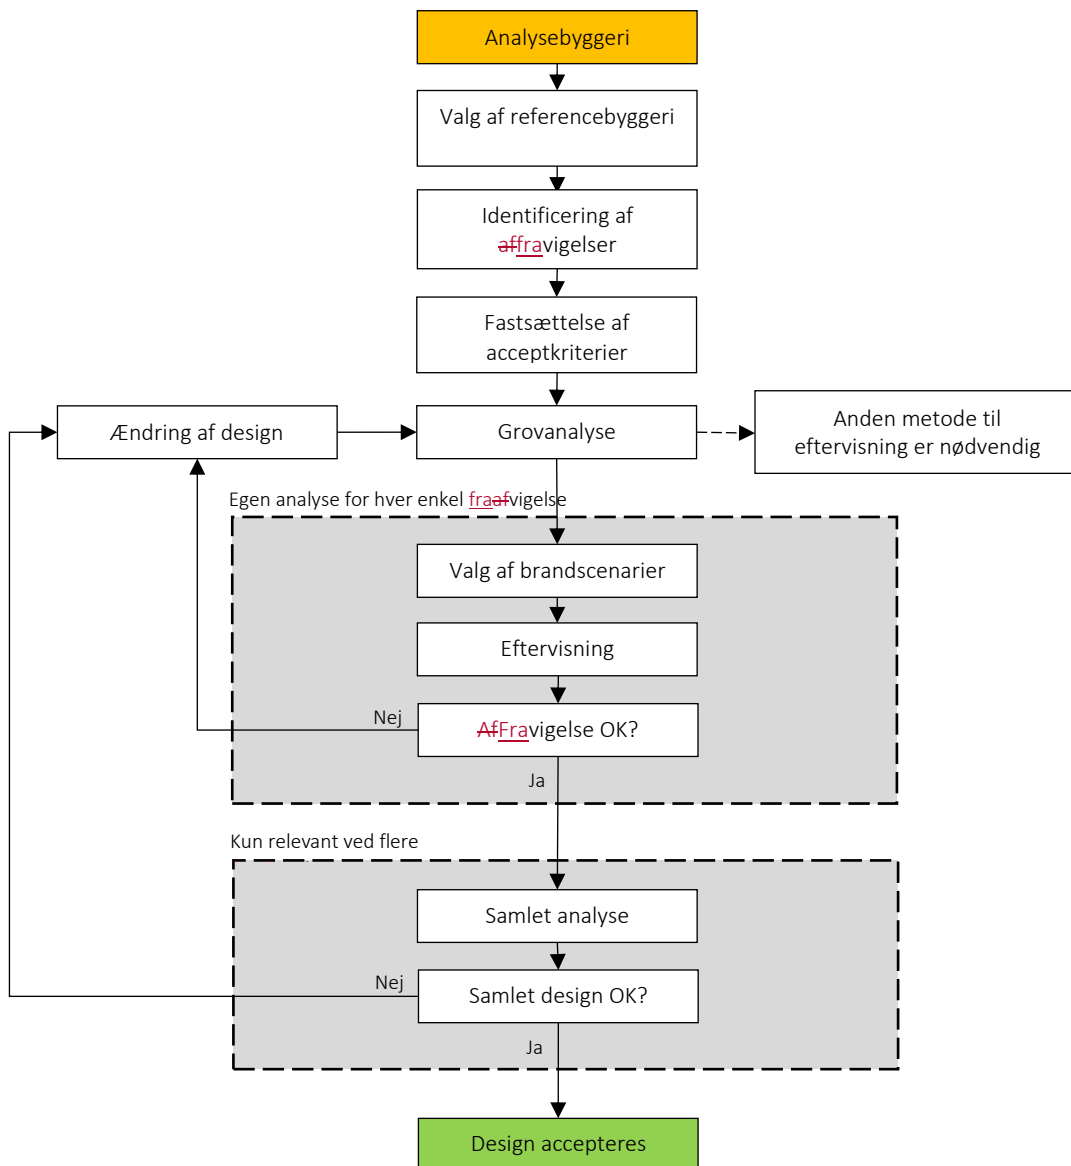 Analysebyggeri
Valg af referencebyggeri
Identificering af
affravigelser
Fastsættelse af
acceptkriterier
Ændring af design
Grovanalyse
Anden metode til
eftervisning er nødvendig
Egen analyse for hver enkel fraafvigelse
Valg af brandscenarier
Eftervisning
Nej
AfFravigelse OK?
Ja
Kun relevant ved flere
Samlet analyse
Nej
Samlet design OK?
Ja
Design accepteres